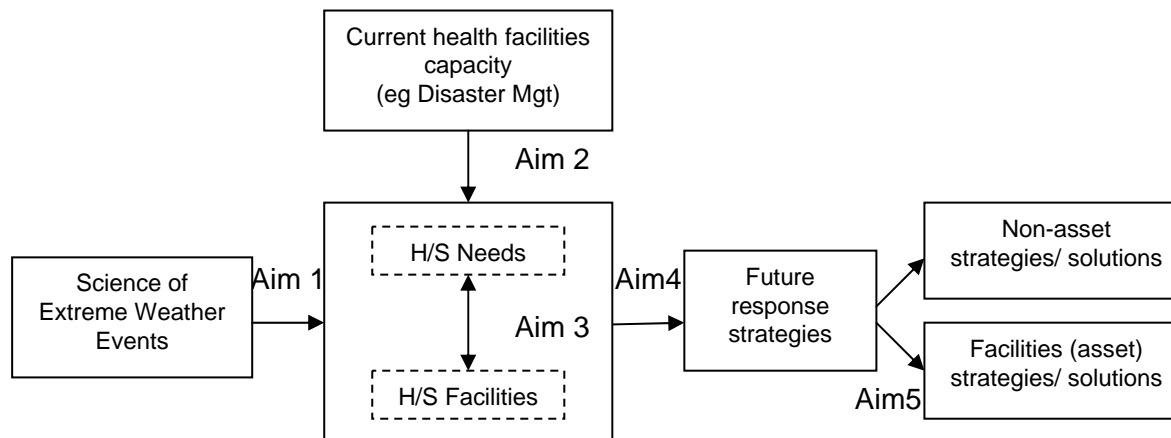 Current health facilities
capacity
(eg Disaster Mgt)
Aim 2
Science of
Extreme Weather
Events
Aim 1
H/S Needs
Aim 3
H/S Facilities
Aim4
Future
response
strategies
Non-asset
strategies/ solutions
Aim5
Facilities (asset)
strategies/ solutions